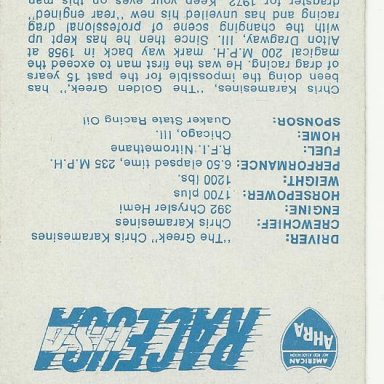 AMERICAN
HOT ROD ASSOCIATION
AHRA
RACE USA
DRIVER: "The Greek" Chris Karamesines
CREWCHIEF: Chris Karamesines
ENGINE: 392 Chrysler Hemi
HORSEPOWER: 1700 plus
WEIGHT: 1200 lbs.
PERFORMANCE: 6.50 elapsed time, 235 M.P.H.
FUEL: R.F.I. Nitromethane
HOME: Chicago, Ill.
SPONSOR: Quaker State Racing Oil
Chris Karamesines, "The Golden Greek," has
been doing the impossible for the past 15 years
of drag racing. He was the first man to exceed the
magical 200 M.P.H. mark way back in 1958 at
Alton Dragway, Ill. Since then he has kept up
with the changing scene of professional drag
racing and has unveiled his new "rear engined"
dragster for 1972. Keep your eyes on this man